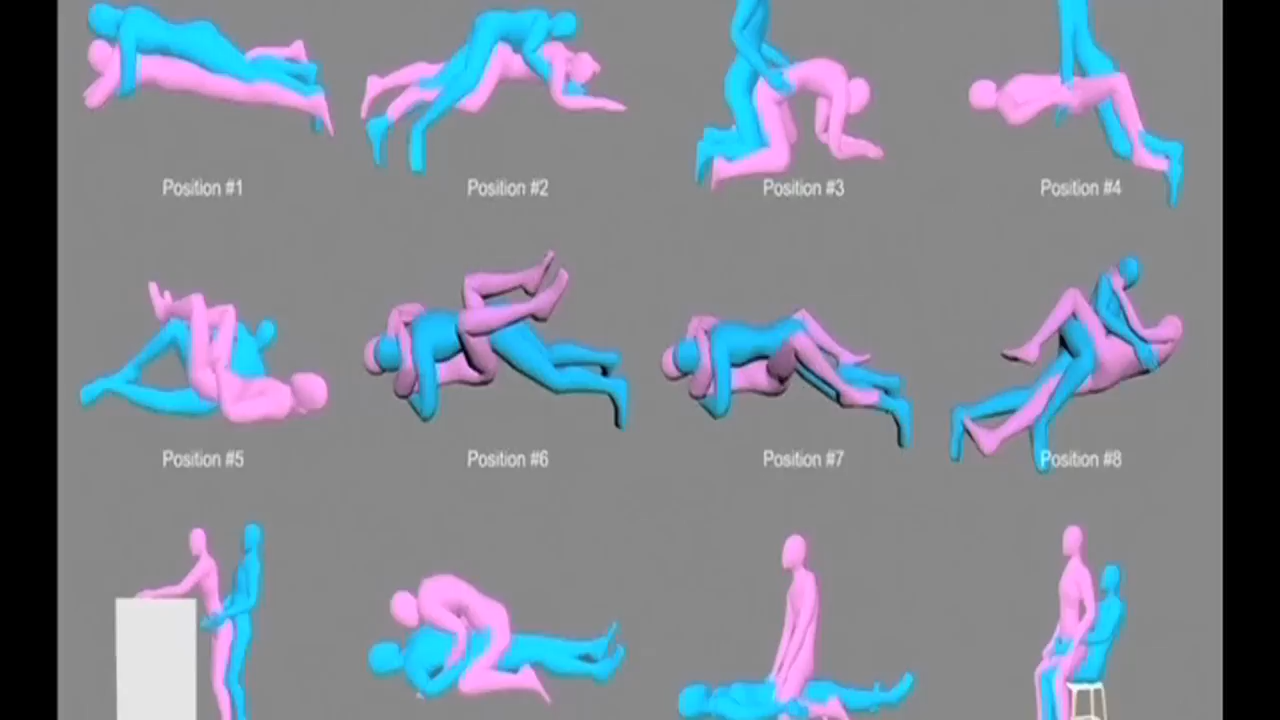 Position #1
Position #2
Position #3
Position #4
Position #5
Position #6
Position #7
Position #8